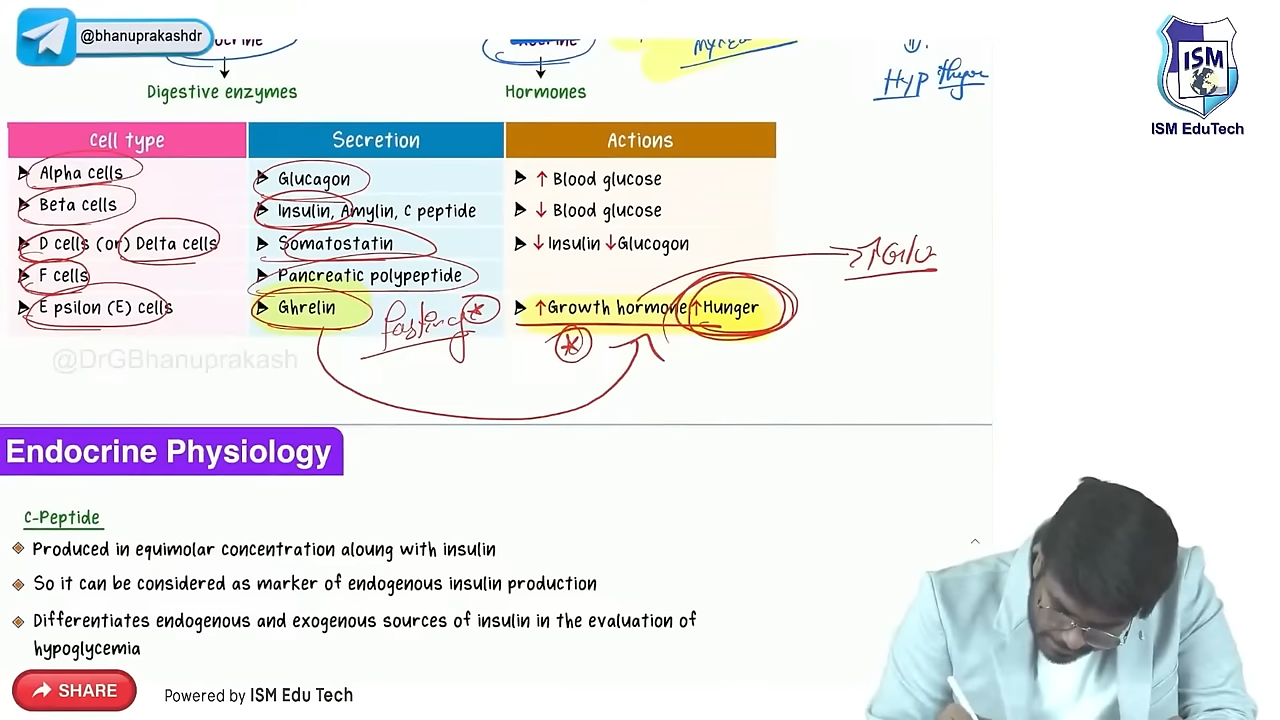 @bhanuprakashdr
ISM
ISM EduTech
Digestive enzymes
Hormones
Hyp thyr
Cell type Secretion Actions
Alpha cells Glucagon ↑ Blood glucose
Beta cells Insulin, Amylin, C peptide ↓ Blood glucose
D cells (or) Delta cells Somatostatin ↓ Insulin ↓Glucogon
F cells Pancreatic polypeptide
E psilon (E) cells Ghrelin ↑Growth hormone ↑Hunger
fasting
@DrGBhanuprakash
Endocrine Physiology
C-Peptide
Produced in equimolar concentration aloung with insulin
So it can be considered as marker of endogenous insulin production
Differentiates endogenous and exogenous sources of insulin in the evaluation of
hypoglycemia
SHARE
Powered by ISM Edu Tech